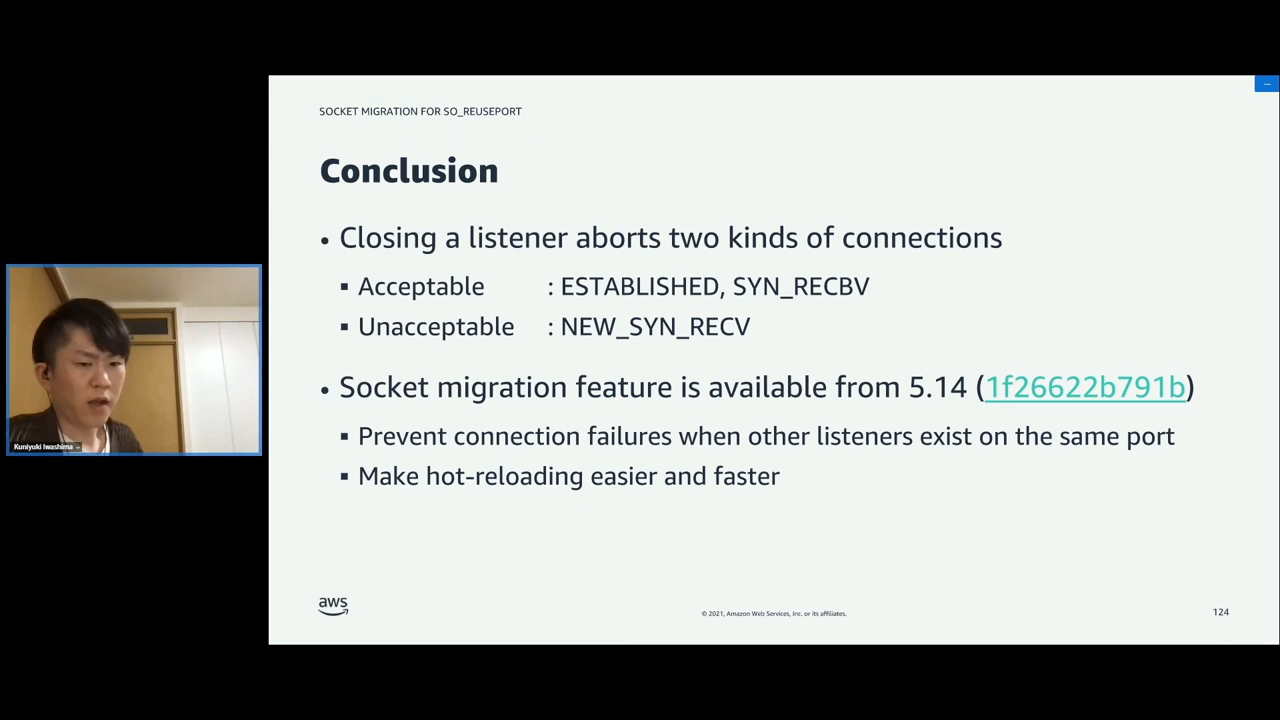 SOCKET MIGRATION FOR SO_REUSEPORT
Conclusion
• Closing a listener aborts two kinds of connections
▪ Acceptable : ESTABLISHED, SYN_RECBV
▪ Unacceptable : NEW_SYN_RECV
• Socket migration feature is available from 5.14 (1f26622b791b)
▪ Prevent connection failures when other listeners exist on the same port
▪ Make hot-reloading easier and faster
Kuniyuki Iwashima
aws
© 2021, Amazon Web Services, Inc. or its affiliates.
124